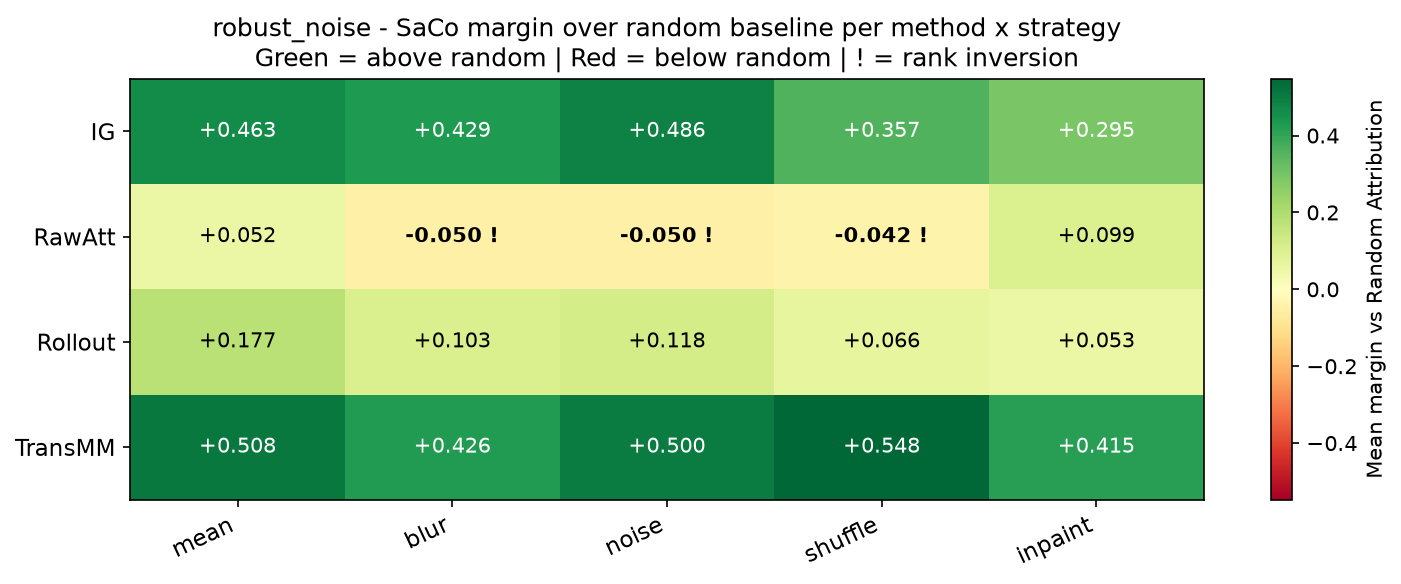 robust_noise - SaCo margin over random baseline per method x strategy
Green = above random | Red = below random | ! = rank inversion
IG +0.463 +0.429 +0.486 +0.357 +0.295
RawAtt +0.052 -0.050 ! -0.050 ! -0.042 ! +0.099
Rollout +0.177 +0.103 +0.118 +0.066 +0.053
TransMM +0.508 +0.426 +0.500 +0.548 +0.415
mean blur noise shuffle inpaint
0.4
0.2
0.0
−0.2
−0.4
Mean margin vs Random Attribution